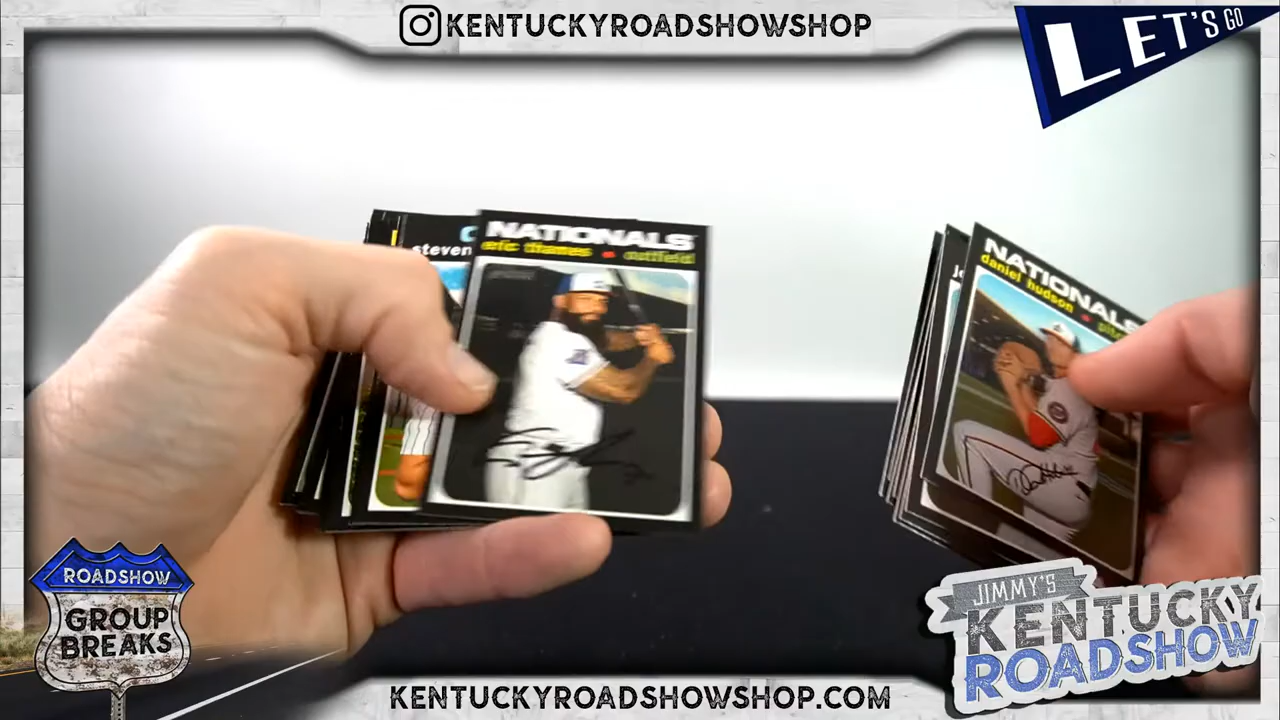 KENTUCKYROADSHOWSHOP
LET'S GO
NATIONALS
eric thames • outfield
steven
NATIONALS
daniel hudson •
ROADSHOW
GROUP
BREAKS
JIMMY'S
KENTUCKY
ROADSHOW
KENTUCKYROADSHOWSHOP.COM